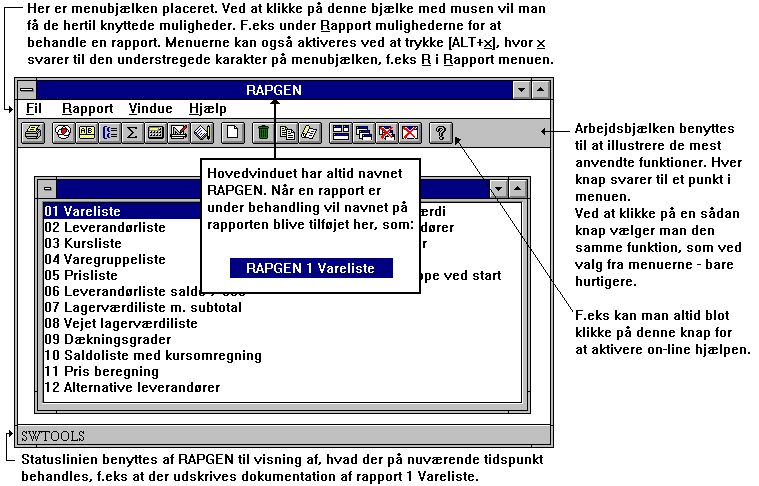 Her er menubjælken placeret. Ved at klikke på denne bjælke med musen vil man
få de hertil knyttede muligheder. F.eks under Rapport mulighederne for at
behandle en rapport. Menuerne kan også aktiveres ved at trykke [ALT+x], hvor x
svarer til den understregede karakter på menubjælken, f.eks R i Rapport menuen.
RAPGEN
Fil Rapport Vindue Hjælp
Arbejdsbjælken benyttes
til at illustrere de mest
anvendte funktioner. Hver
knap svarer til et punkt i
menuen.
Ved at klikke på en sådan
knap vælger man den
samme funktion, som ved
valg fra menuerne - bare
hurtigere.
F.eks kan man altid blot
klikke på denne knap for
at aktivere on-line hjælpen.
Hovedvinduet har altid navnet
RAPGEN. Når en rapport er
under behandling vil navnet på
rapporten blive tilføjet her, som:
RAPGEN 1 Vareliste
01 Vareliste
02 Leverandørliste
03 Kursliste
04 Varegruppeliste
05 Prisliste
ved start
06 Leverandørliste
07 Lagerværdiliste m. subtotal
08 Vejet lagerværdiliste
09 Dækningsgrader
10 Saldoliste med kursomregning
11 Pris beregning
12 Alternative leverandører
SWTOOLS
Statuslinien benyttes af RAPGEN til visning af, hvad der på nuværende tidspunkt
behandles, f.eks at der udskrives dokumentation af rapport 1 Vareliste.